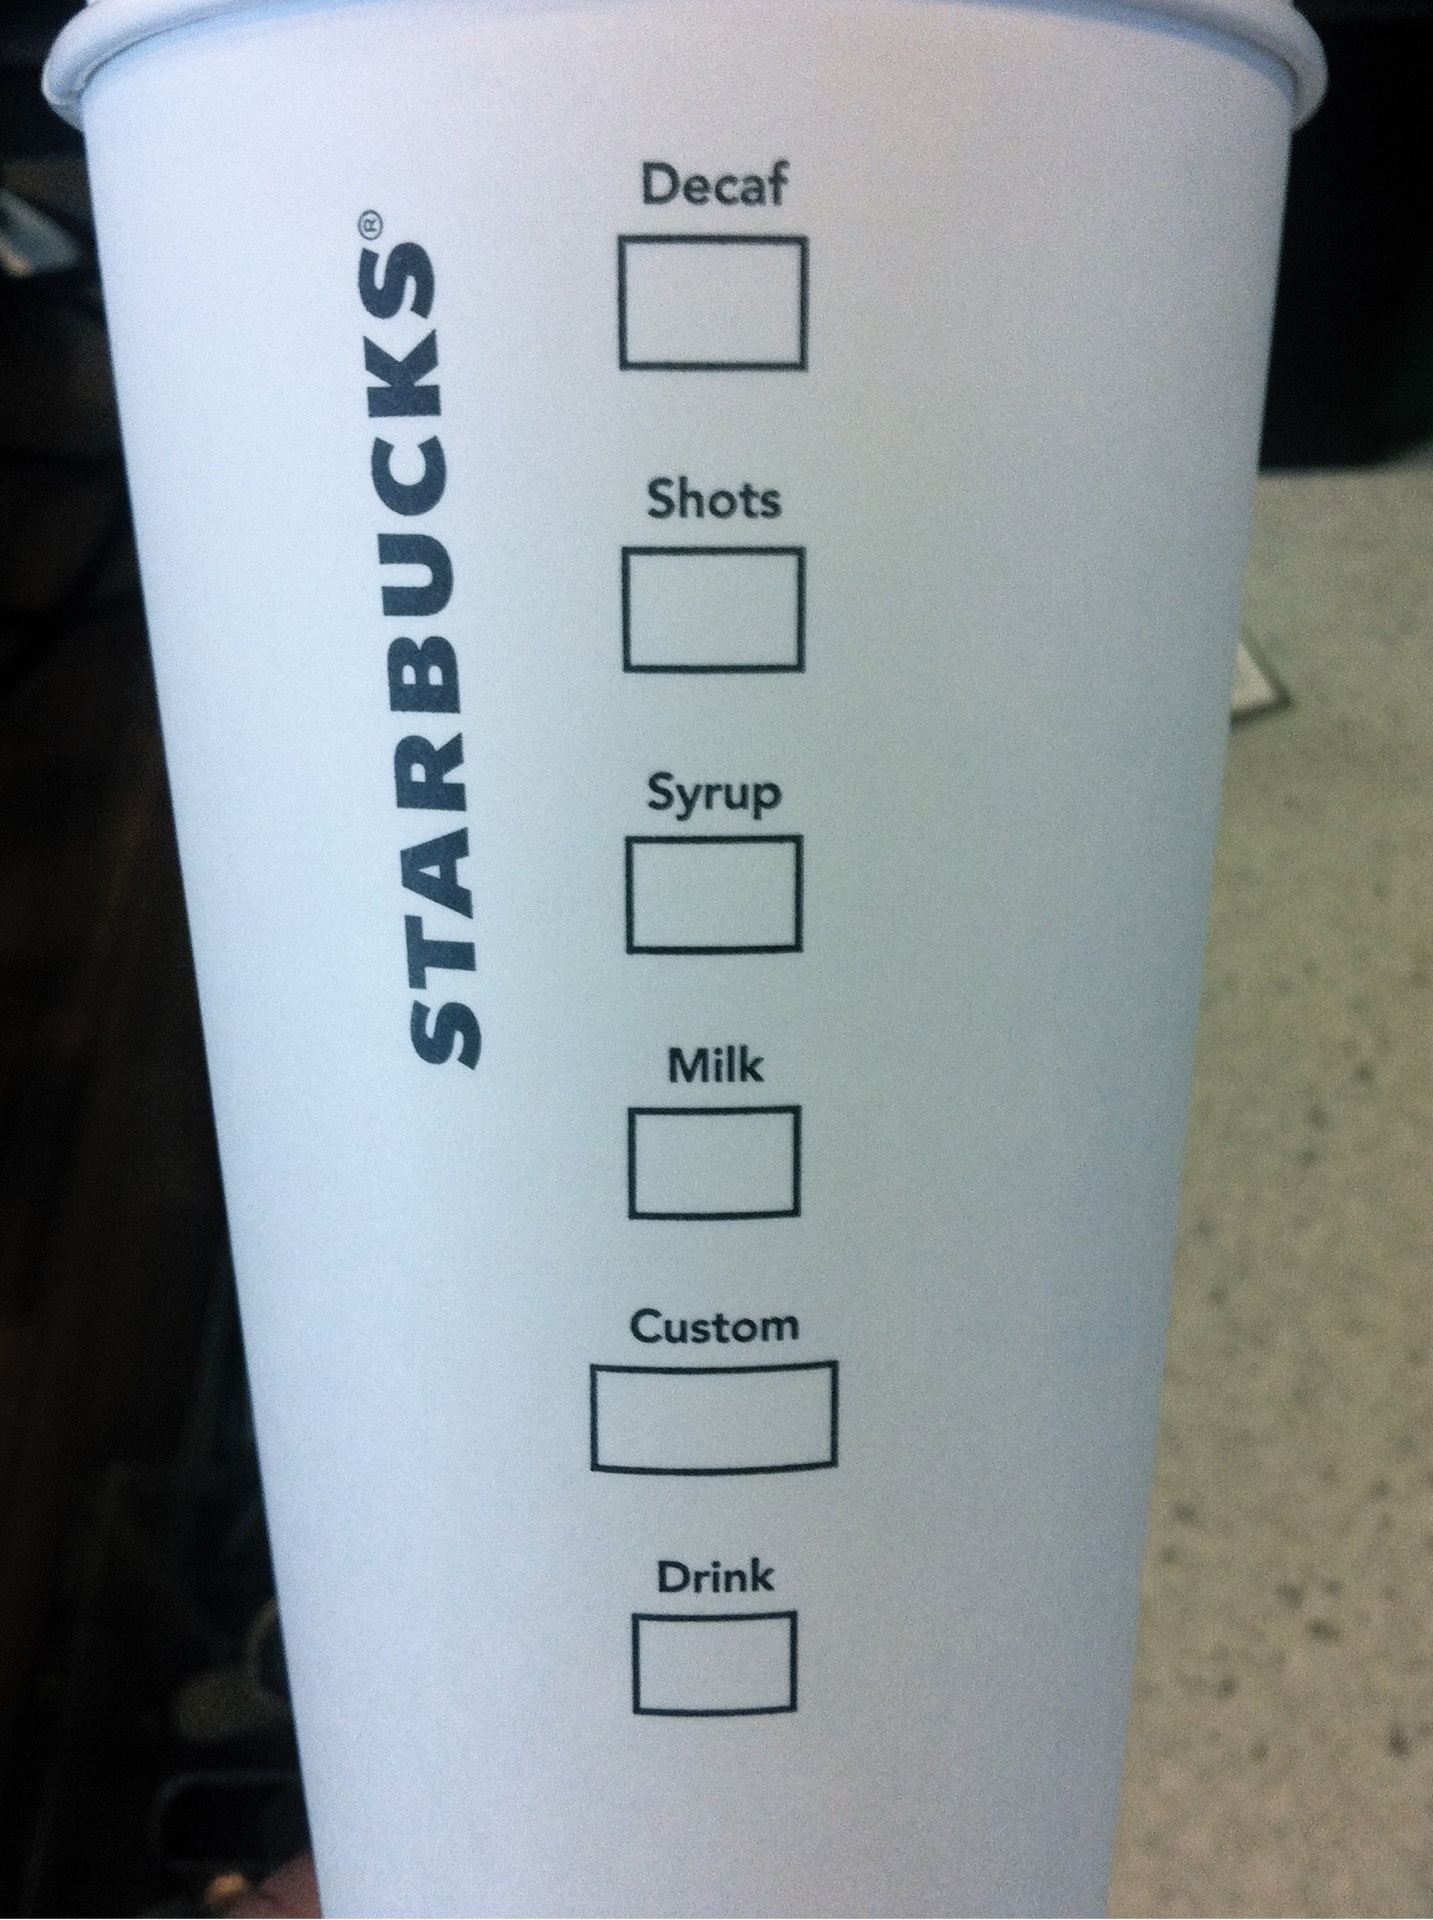 STARBUCKS®
Decaf
Shots
Syrup
Milk
Custom
Drink